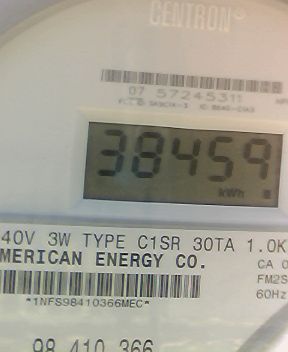 CENTRON®
07 57245311
38459
kWh
40V 3W TYPE C1SR 30TA 1.0K
MERICAN ENERGY CO.
CA 0
FM2S
60Hz
*1NFS98410366MEC*
98 410 366